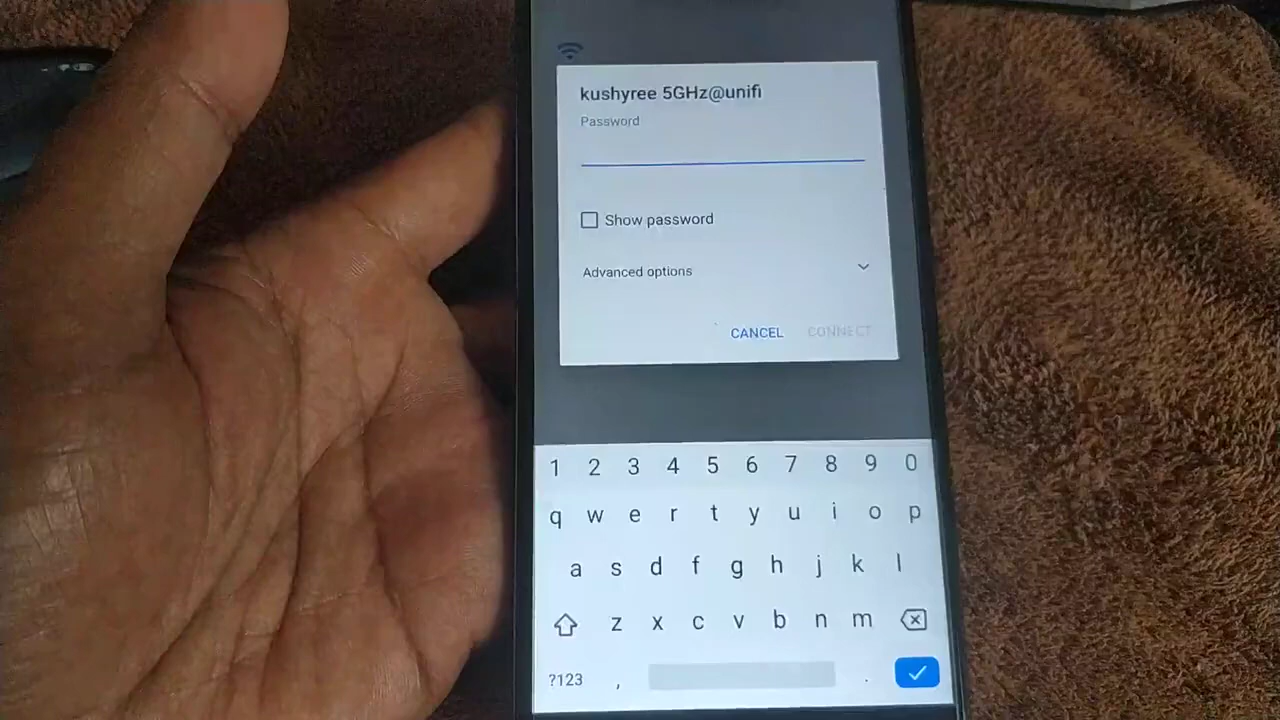 kushyree 5GHz@unifi
Password
Show password
Advanced options
CANCEL CONNECT
1 2 3 4 5 6 7 8 9 0
q w e r t y u i o p
a s d f g h j k l
z x c v b n m
?123 , .